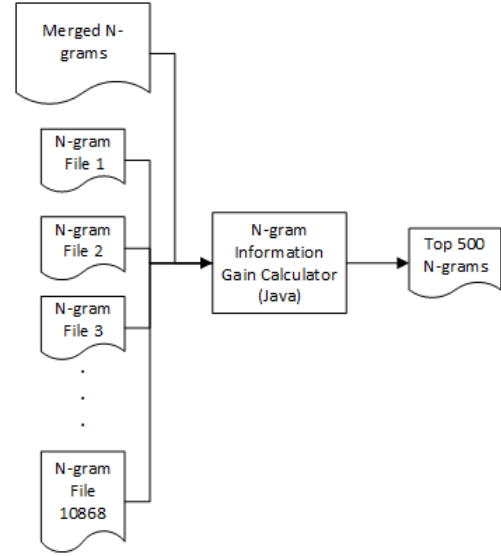 Merged N-
grams
N-gram
File 1
N-gram
File 2
N-gram
File 3
.
.
.
N-gram
File
10868
N-gram
Information
Gain Calculator
(Java)
Top 500
N-grams